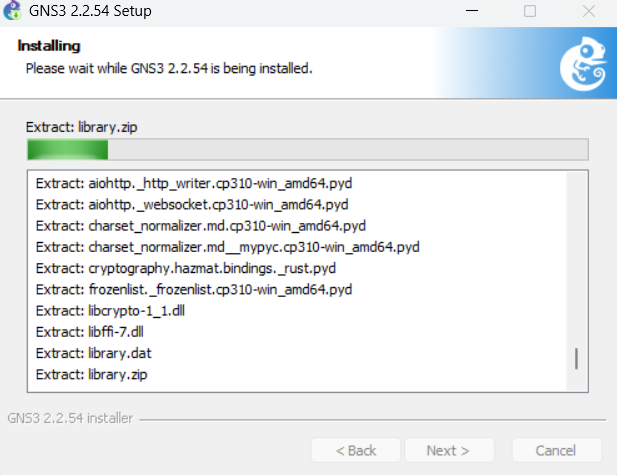 GNS3 2.2.54 Setup
Installing
Please wait while GNS3 2.2.54 is being installed.
Extract: library.zip
Extract: aiohttp._http_writer.cp310-win_amd64.pyd
Extract: aiohttp._websocket.cp310-win_amd64.pyd
Extract: charset_normalizer.md.cp310-win_amd64.pyd
Extract: charset_normalizer.md__mypyc.cp310-win_amd64.pyd
Extract: cryptography.hazmat.bindings._rust.pyd
Extract: frozenlist._frozenlist.cp310-win_amd64.pyd
Extract: libcrypto-1_1.dll
Extract: libffi-7.dll
Extract: library.dat
Extract: library.zip
GNS3 2.2.54 installer
< Back Next > Cancel